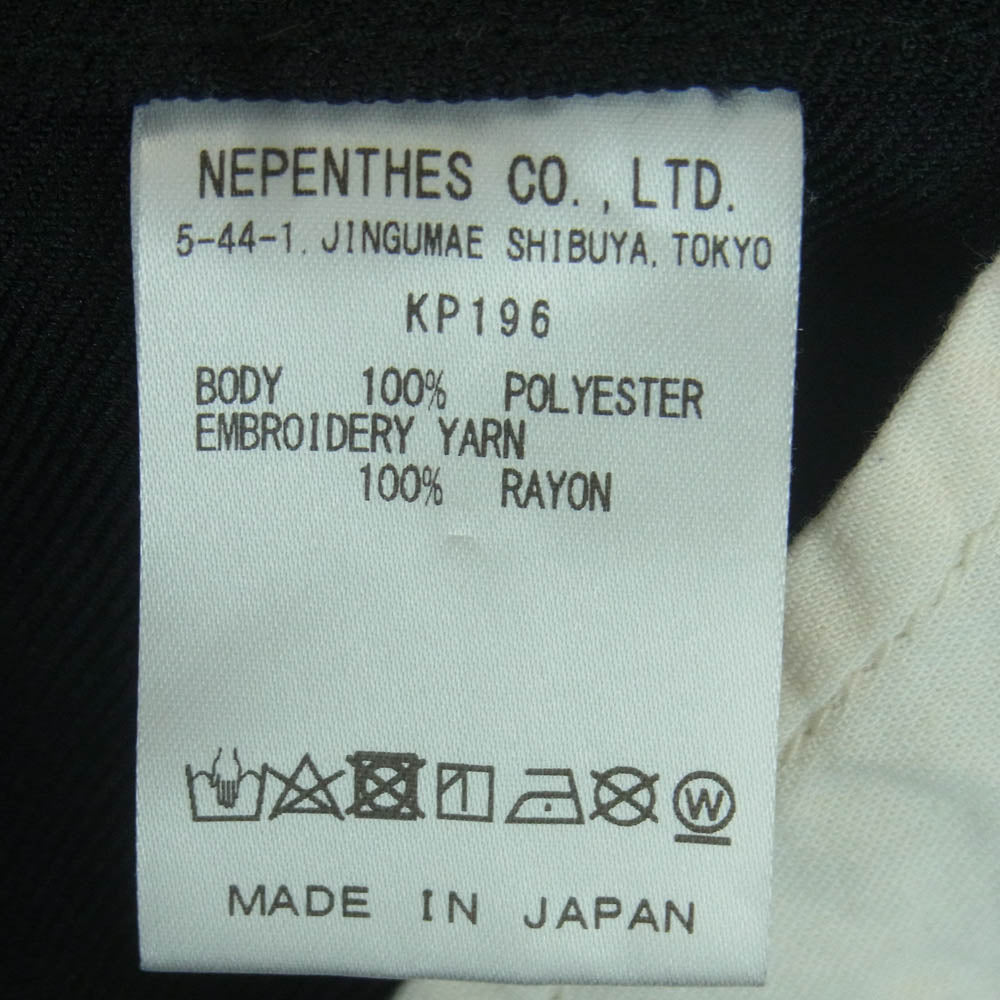 NEPENTHES CO., LTD.
5-44-1, JINGUMAE SHIBUYA, TOKYO
KP196
BODY 100% POLYESTER
EMBROIDERY YARN
100% RAYON
W
MADE IN JAPAN